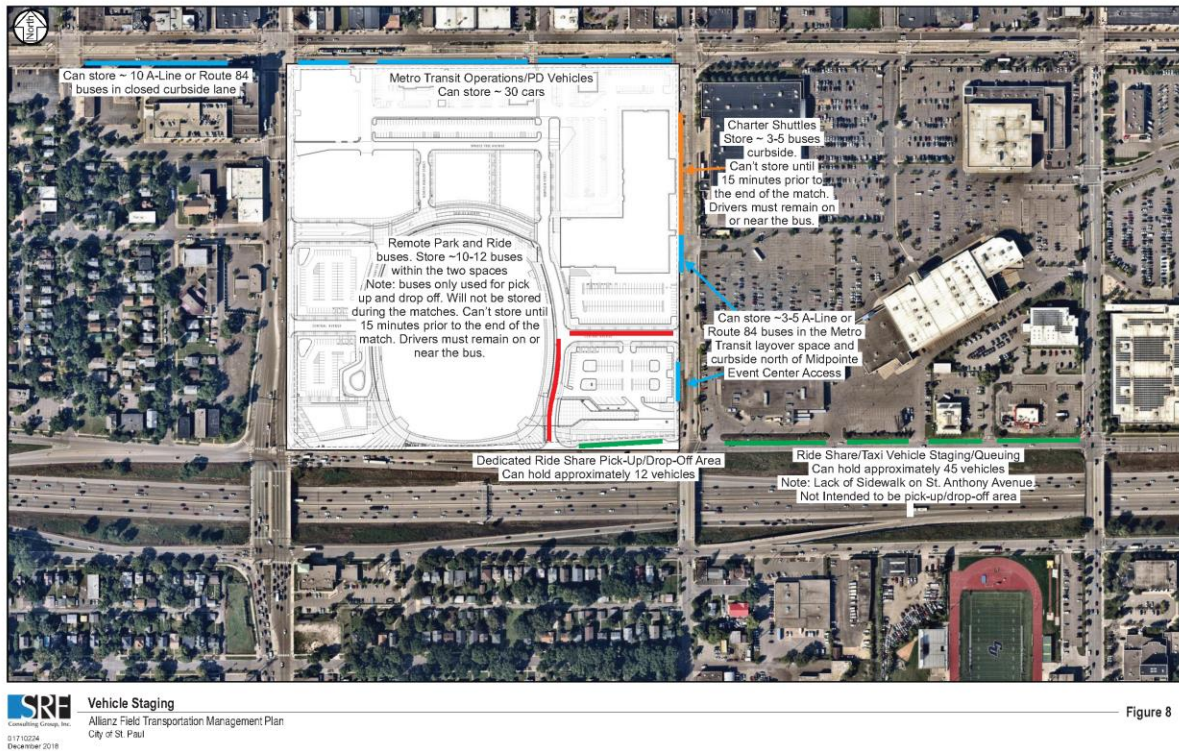 North
Can store ~ 10 A-Line or Route 84
buses in closed curbside lane
Metro Transit Operations/PD Vehicles
Can store ~ 30 cars
Charter Shuttles
Store ~ 3-5 buses
curbside.
Can't store until
15 minutes prior to
the end of the match.
Drivers must remain on
or near the bus.
Remote Park and Ride
buses. Store ~10-12 buses
within the two spaces
Note: buses only used for pick
up and drop off. Will not be stored
during the matches. Can't store until
15 minutes prior to the end of the
match. Drivers must remain on or
near the bus.
Can store ~3-5 A-Line or
Route 84 buses in the Metro
Transit layover space and
curbside north of Midpointe
Event Center Access
Dedicated Ride Share Pick-Up/Drop-Off Area
Can hold approximately 12 vehicles
Ride Share/Taxi Vehicle Staging/Queuing
Can hold approximately 45 vehicles
Note: Lack of Sidewalk on St. Anthony Avenue.
Not Intended to be pick-up/drop-off area
SRF
Consulting Group, Inc.
01710224
December 2018
Vehicle Staging
Allianz Field Transportation Management Plan
City of St. Paul
Figure 8